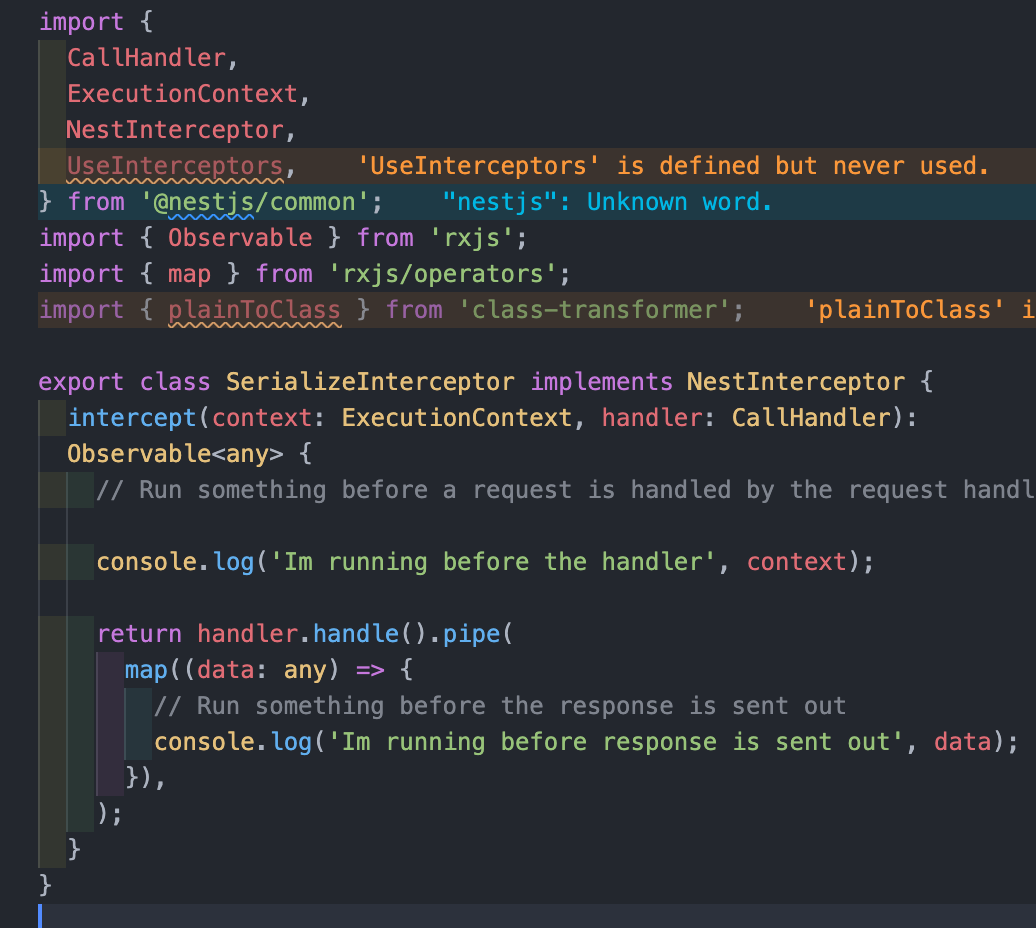 import {
  CallHandler,
  ExecutionContext,
  NestInterceptor,
  UseInterceptors,     'UseInterceptors' is defined but never used.
} from '@nestjs/common';    "nestjs": Unknown word.
import { Observable } from 'rxjs';
import { map } from 'rxjs/operators';
import { plainToClass } from 'class-transformer';    'plainToClass' i

export class SerializeInterceptor implements NestInterceptor {
  intercept(context: ExecutionContext, handler: CallHandler):
  Observable<any> {
    // Run something before a request is handled by the request handl

    console.log('Im running before the handler', context);

    return handler.handle().pipe(
      map((data: any) => {
        // Run something before the response is sent out
        console.log('Im running before response is sent out', data);
      }),
    );
  }
}